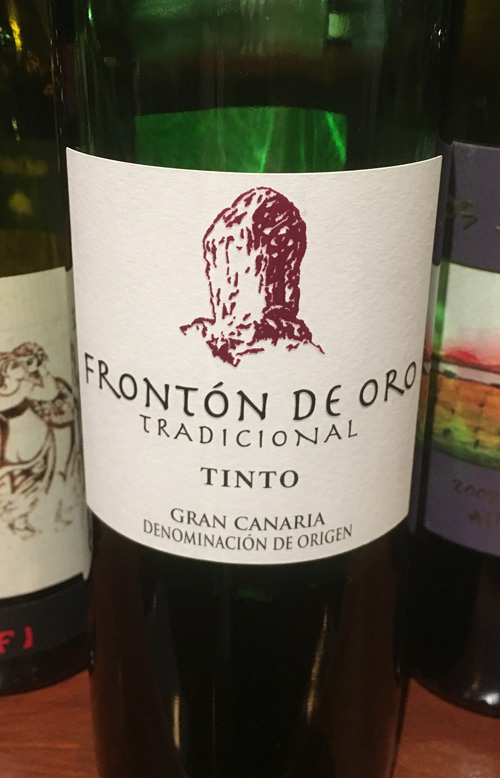 FRONTÓN DE ORO
TRADICIONAL
TINTO
GRAN CANARIA
DENOMINACIÓN DE ORIGEN